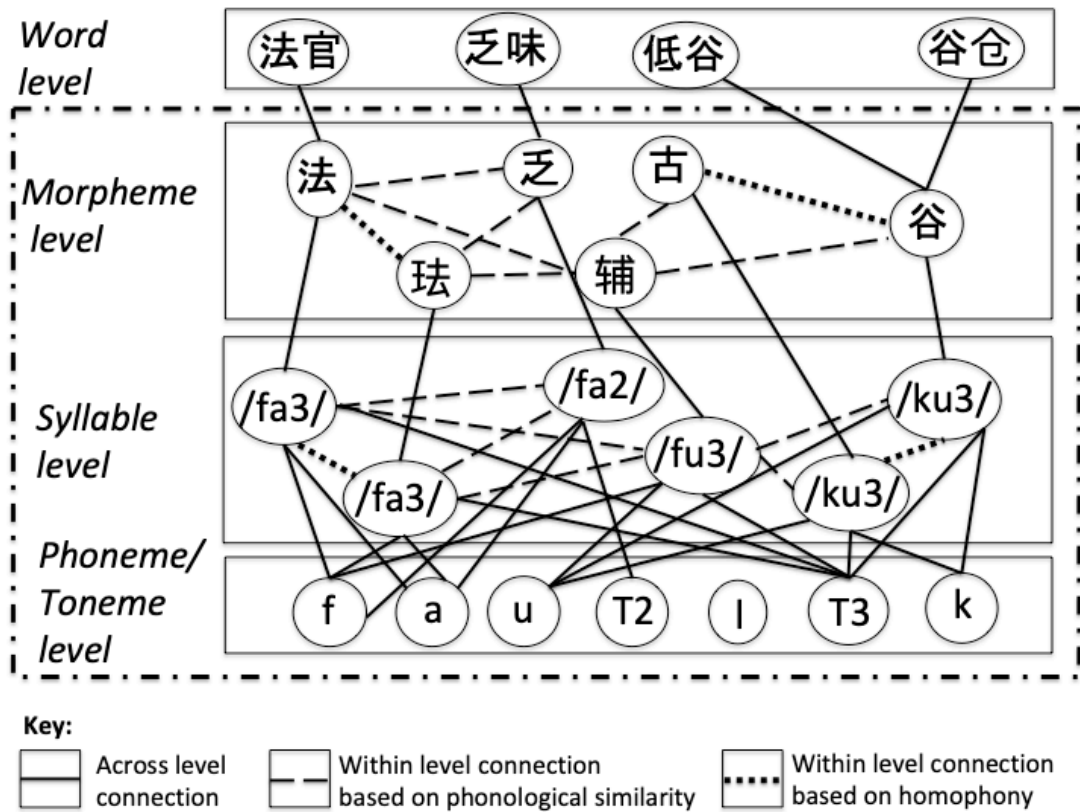 Word
level
法官 乏味 低谷 谷仓
Morpheme
level
法 乏 古 谷
珐 辅
Syllable
level
/fa3/ /fa2/ /ku3/
/fa3/ /fu3/ /ku3/
Phoneme/
Toneme
level
f a u T2 l T3 k
Key:
Across level
connection
Within level connection
based on phonological similarity
Within level connection
based on homophony